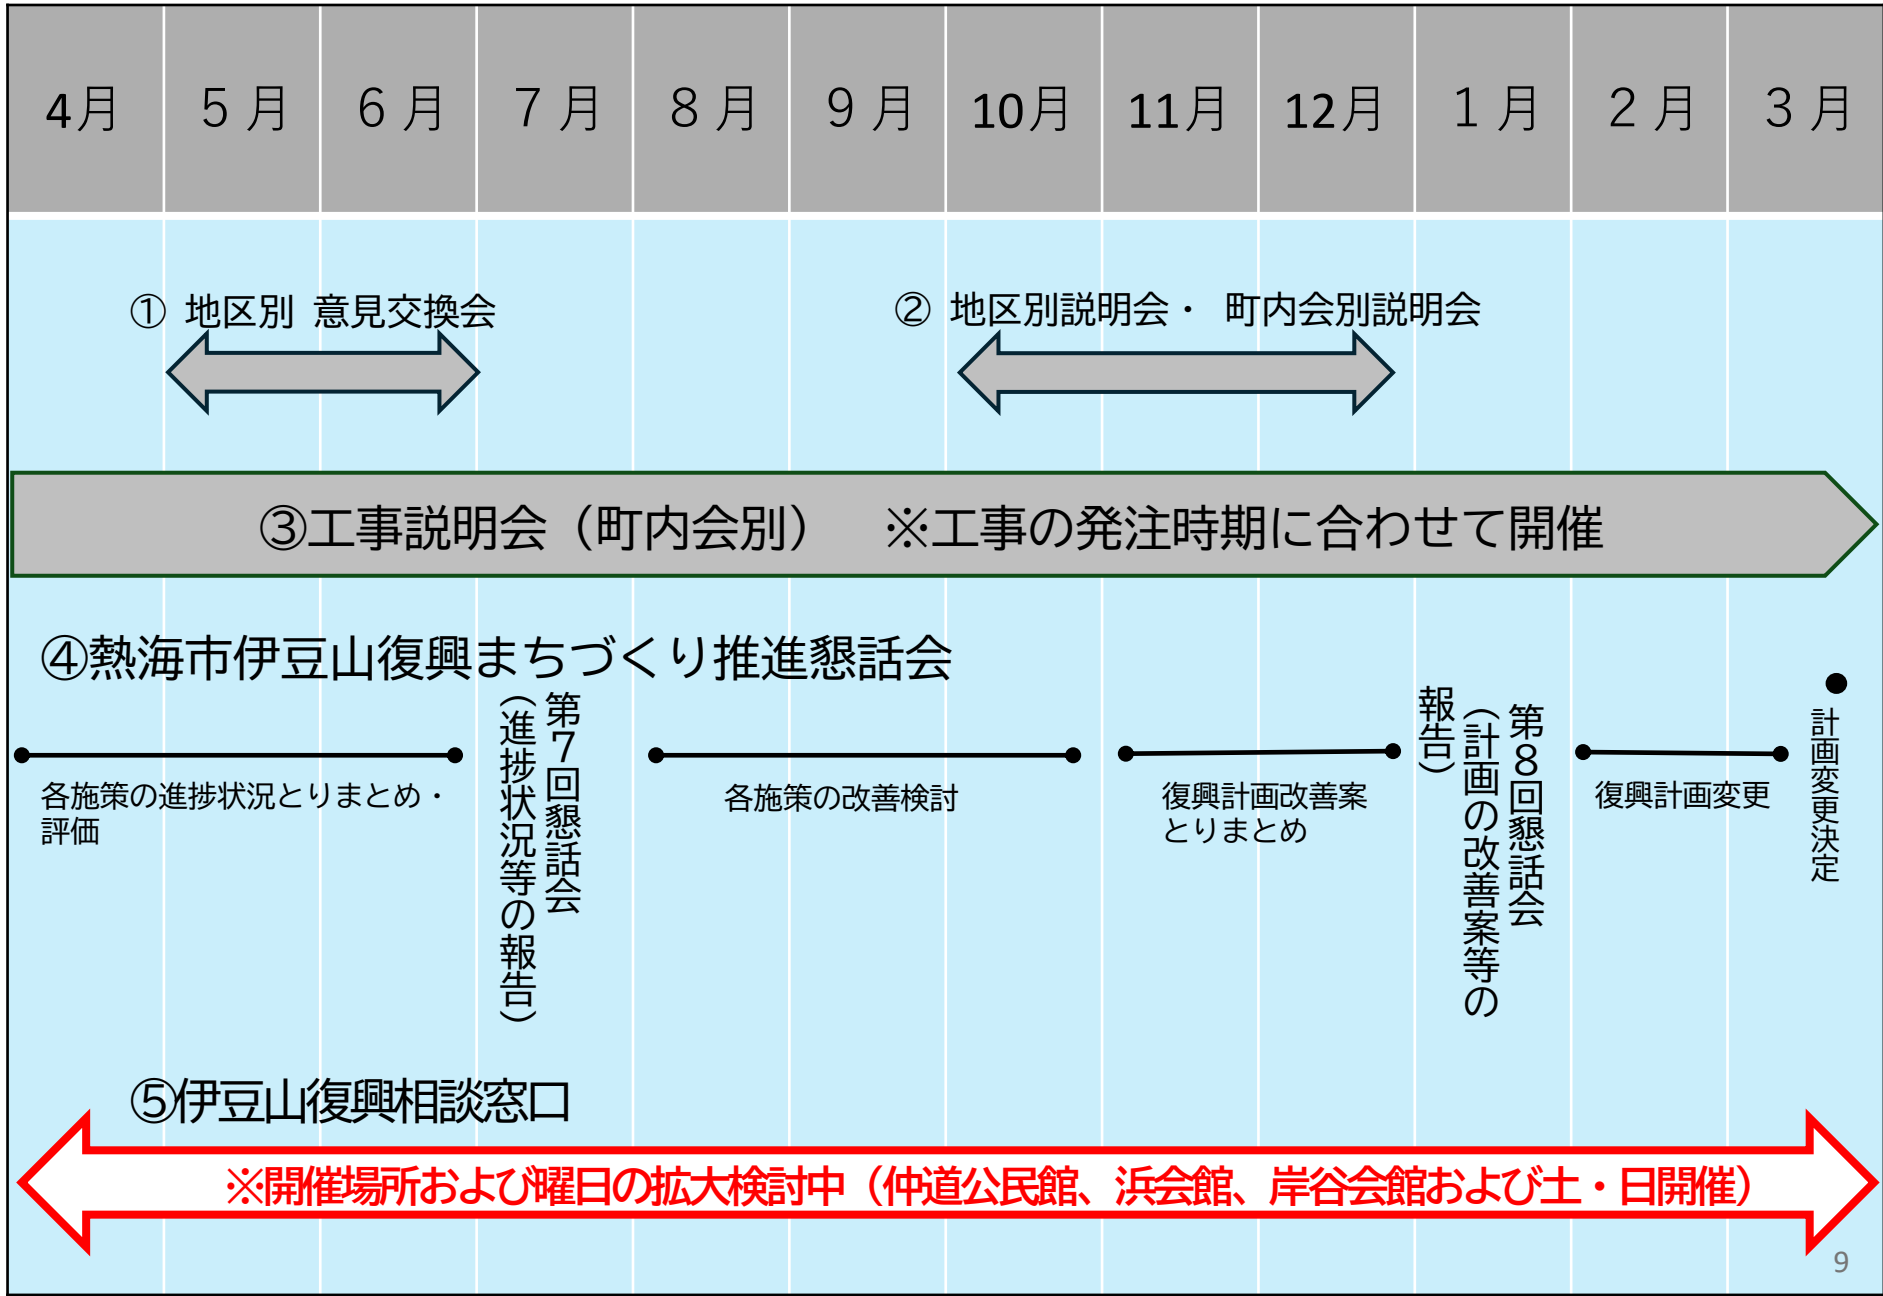 4月 5月 6月 7月 8月 9月 10月 11月 12月 1月 2月 3月
① 地区別 意見交換会
② 地区別説明会・ 町内会別説明会
③工事説明会（町内会別） ※工事の発注時期に合わせて開催
④熱海市伊豆山復興まちづくり推進懇話会
各施策の進捗状況とりまとめ・
評価
第７回懇話会
（進捗状況等の報告）
各施策の改善検討
復興計画改善案
とりまとめ
第８回懇話会
（計画の改善案等の
報告）
復興計画変更
計画変更決定
⑤伊豆山復興相談窓口
※開催場所および曜日の拡大検討中（仲道公民館、浜会館、岸谷会館および土・日開催）
9